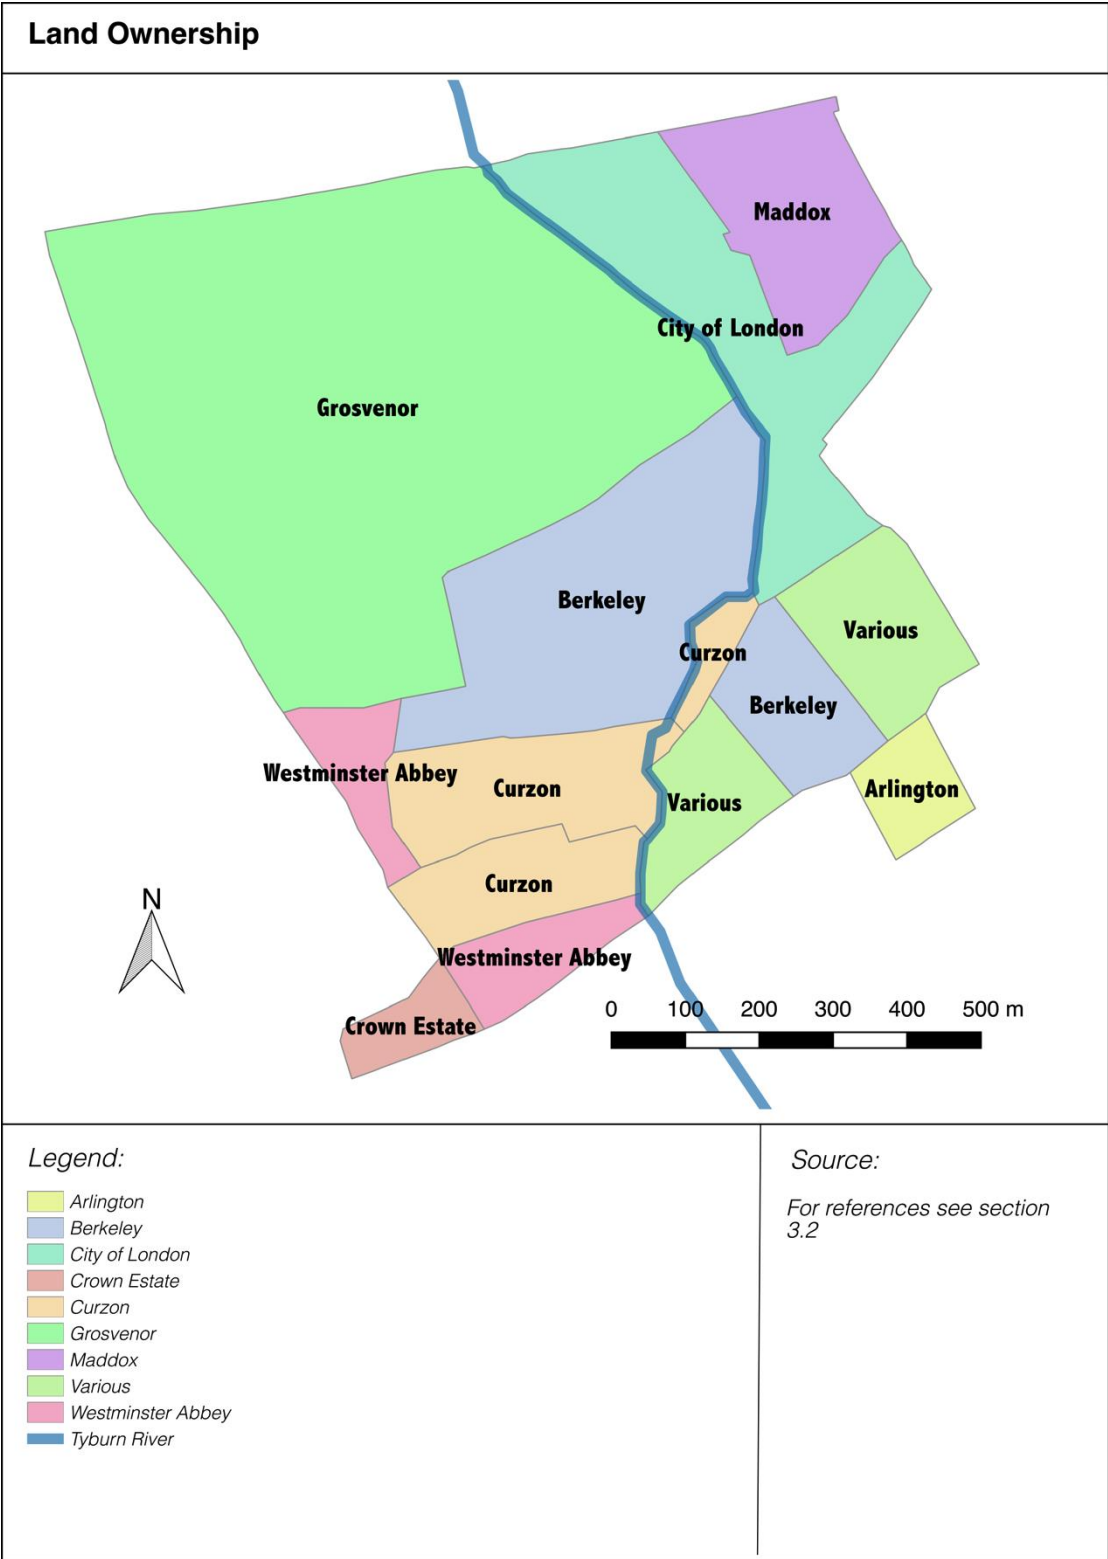 Land Ownership
Maddox
City of London
Grosvenor
Berkeley
Various
Curzon
Berkeley
Westminster Abbey
Curzon
Various
Arlington
Curzon
N
Westminster Abbey
Crown Estate
0 100 200 300 400 500 m
Legend:
Arlington
Berkeley
City of London
Crown Estate
Curzon
Grosvenor
Maddox
Various
Westminster Abbey
Tyburn River
Source:
For references see section
3.2